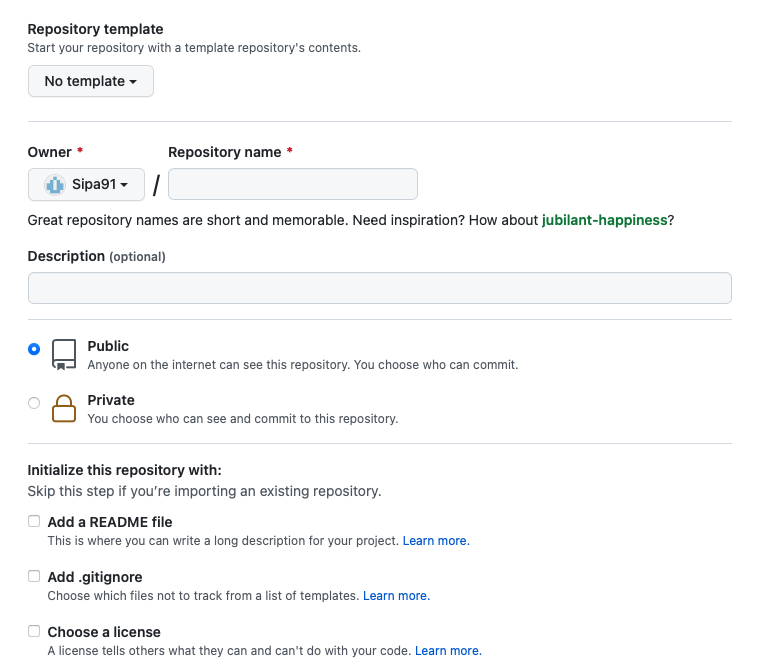 Repository template
Start your repository with a template repository's contents.
No template
Owner * Repository name *
Sipa91 /
Great repository names are short and memorable. Need inspiration? How about jubilant-happiness?
Description (optional)
Public
Anyone on the internet can see this repository. You choose who can commit.
Private
You choose who can see and commit to this repository.
Initialize this repository with:
Skip this step if you’re importing an existing repository.
Add a README file
This is where you can write a long description for your project. Learn more.
Add .gitignore
Choose which files not to track from a list of templates. Learn more.
Choose a license
A license tells others what they can and can't do with your code. Learn more.